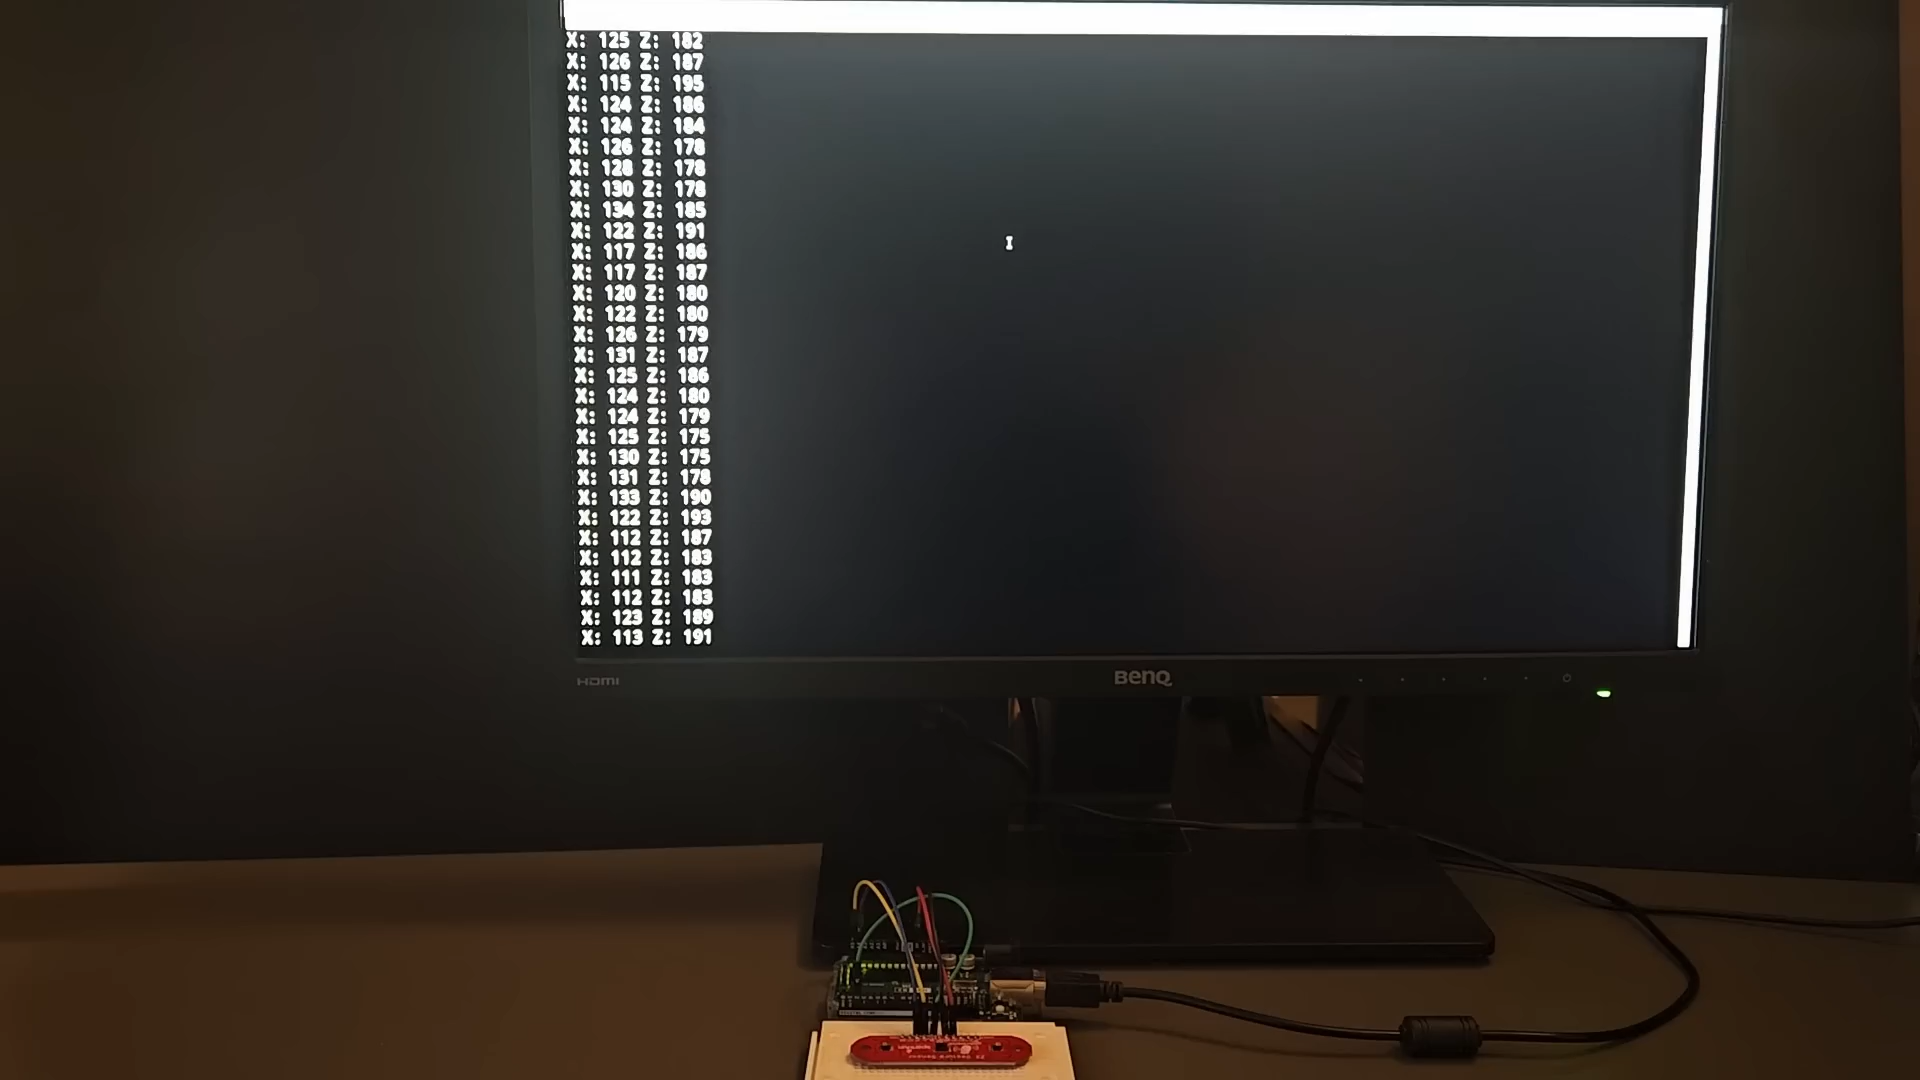 X: 125 Z: 182
X: 126 Z: 187
X: 115 Z: 195
X: 124 Z: 186
X: 124 Z: 184
X: 126 Z: 178
X: 128 Z: 178
X: 130 Z: 178
X: 134 Z: 185
X: 122 Z: 191
X: 117 Z: 186
X: 117 Z: 187
X: 120 Z: 180
X: 122 Z: 180
X: 126 Z: 179
X: 131 Z: 187
X: 125 Z: 186
X: 124 Z: 180
X: 124 Z: 179
X: 125 Z: 175
X: 130 Z: 175
X: 131 Z: 178
X: 133 Z: 190
X: 122 Z: 193
X: 112 Z: 187
X: 112 Z: 183
X: 111 Z: 183
X: 112 Z: 183
X: 123 Z: 189
X: 113 Z: 191
HDMI
BenQ
ZX Gesture Sensor